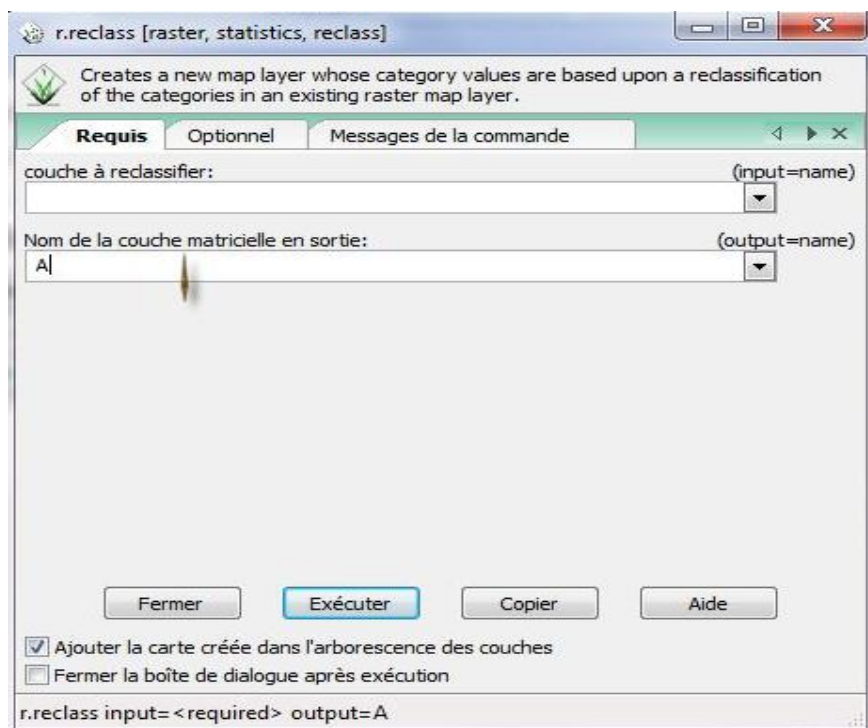 r.reclass [raster, statistics, reclass]
Creates a new map layer whose category values are based upon a reclassification
of the categories in an existing raster map layer.
Requis Optionnel Messages de la commande
couche à reclassifier: (input=name)
Nom de la couche matricielle en sortie: (output=name)
A
Fermer Exécuter Copier Aide
Ajouter la carte créée dans l'arborescence des couches
Fermer la boîte de dialogue après exécution
r.reclass input=<required> output=A